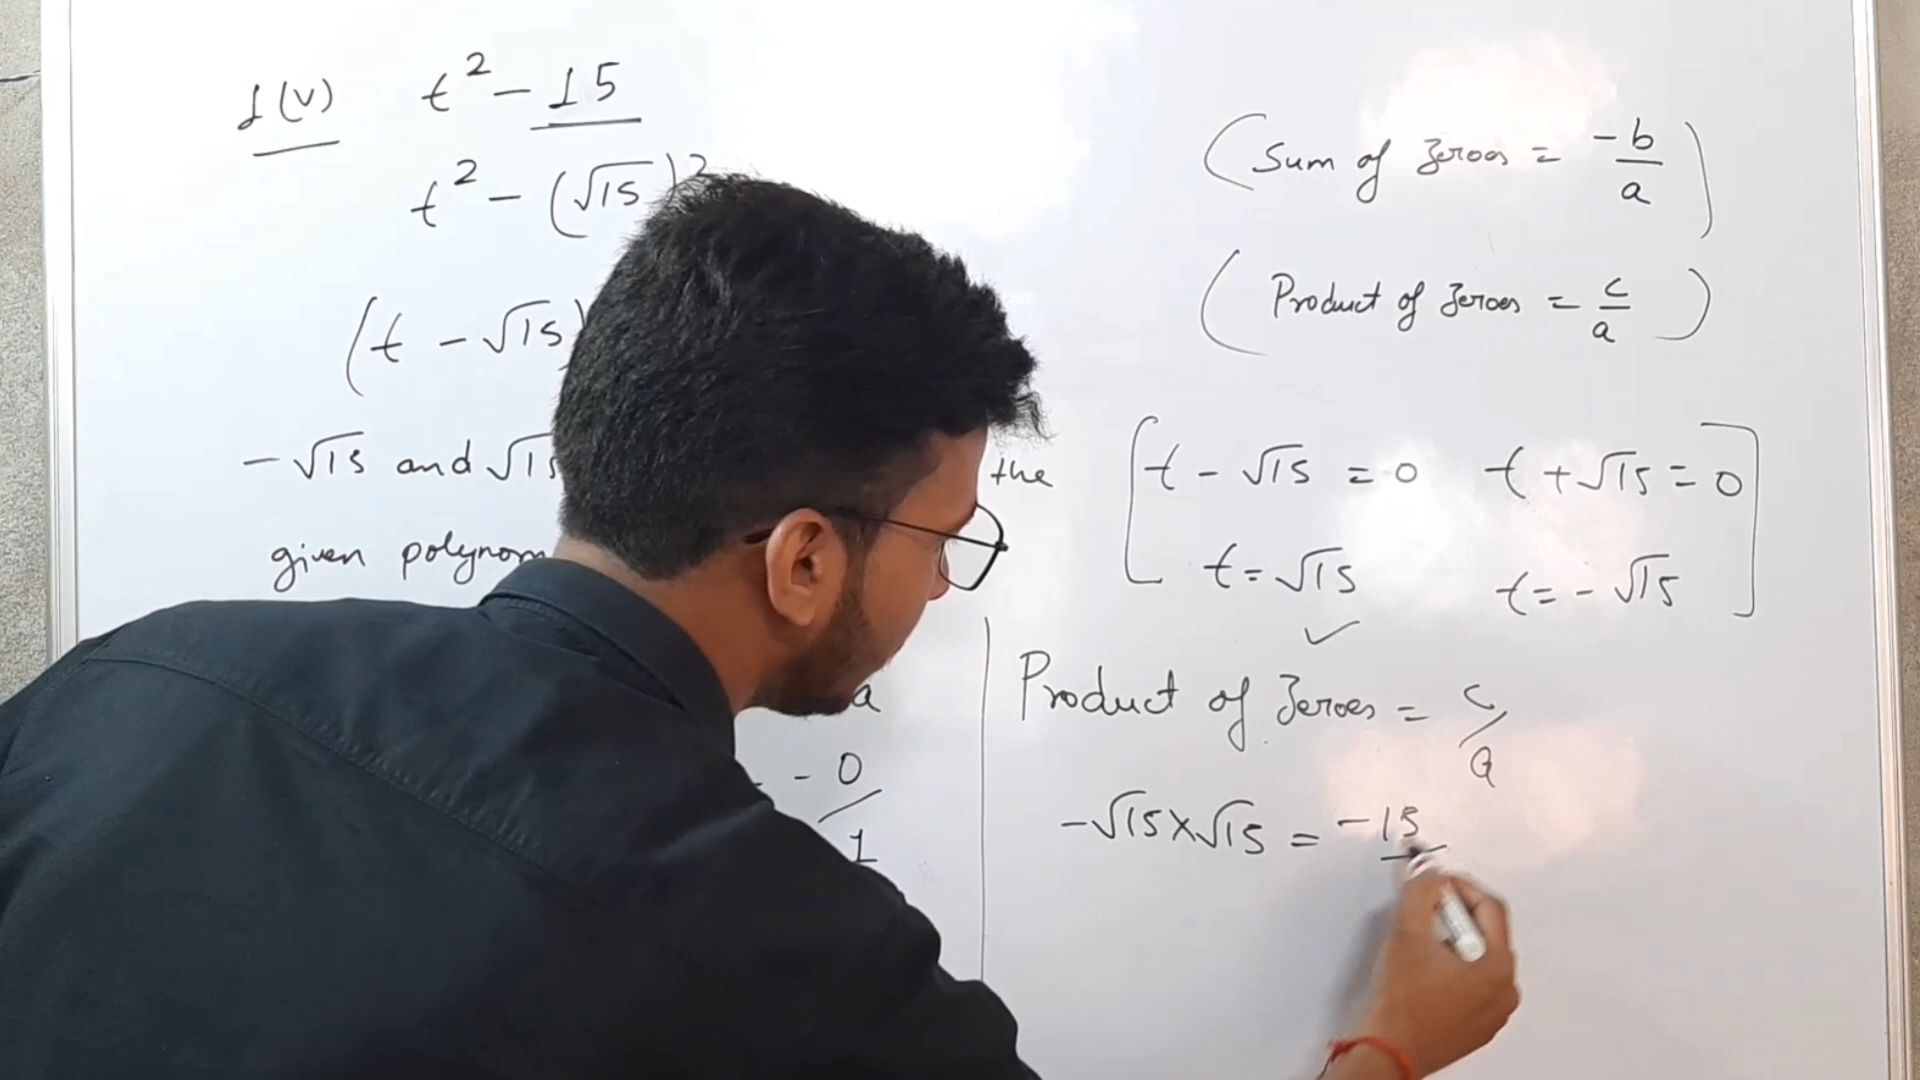 1(v) t² - 15
t² - (√15)²
(t - √15)
-√15 and √15 the
given polynom
a
- 0/1
(Sum of Zeroes = -b/a)
(Product of Zeroes = c/a)
[t - √15 = 0 t + √15 = 0]
t = √15 t = - √15
✓
Product of Zeroes = c/a
-√15 × √15 = -15